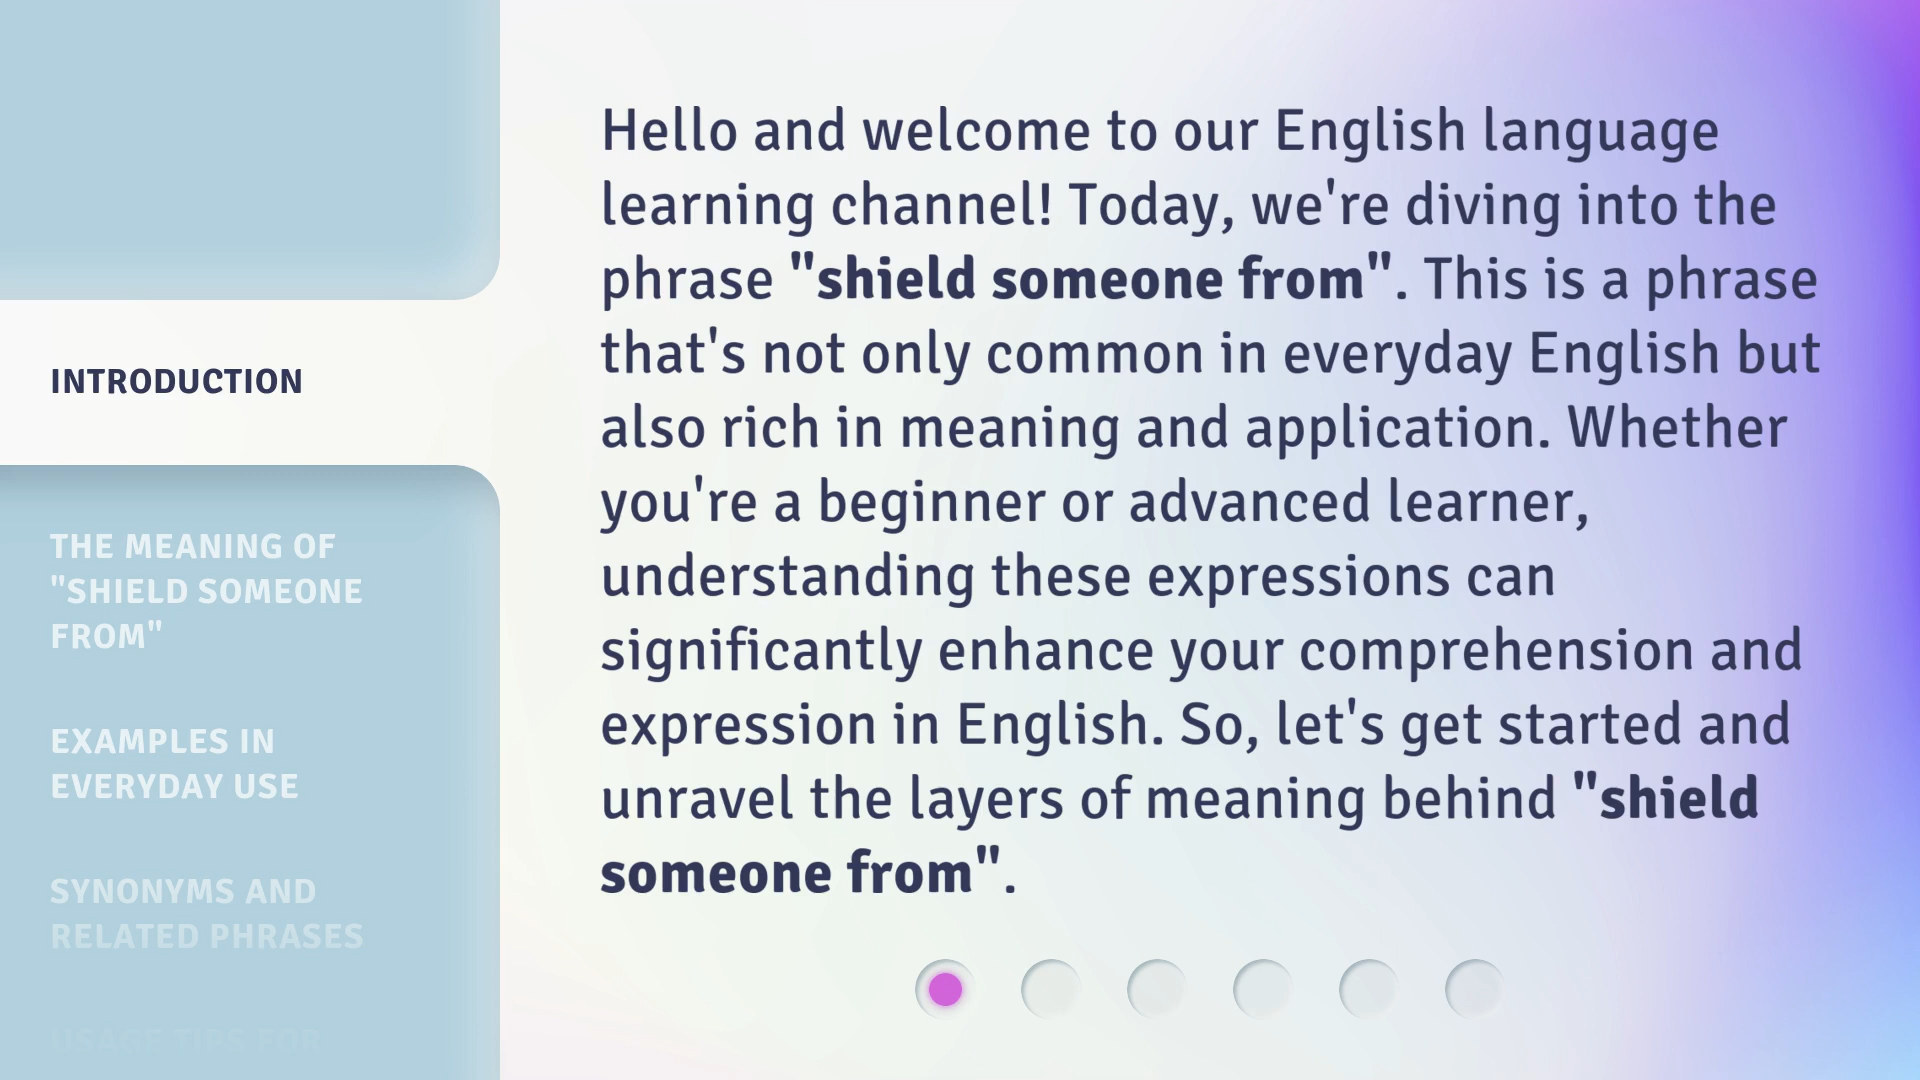 INTRODUCTION
THE MEANING OF
"SHIELD SOMEONE
FROM"
EXAMPLES IN
EVERYDAY USE
SYNONYMS AND
RELATED PHRASES
USAGE TIPS FOR
Hello and welcome to our English language
learning channel! Today, we're diving into the
phrase "shield someone from". This is a phrase
that's not only common in everyday English but
also rich in meaning and application. Whether
you're a beginner or advanced learner,
understanding these expressions can
significantly enhance your comprehension and
expression in English. So, let's get started and
unravel the layers of meaning behind "shield
someone from".